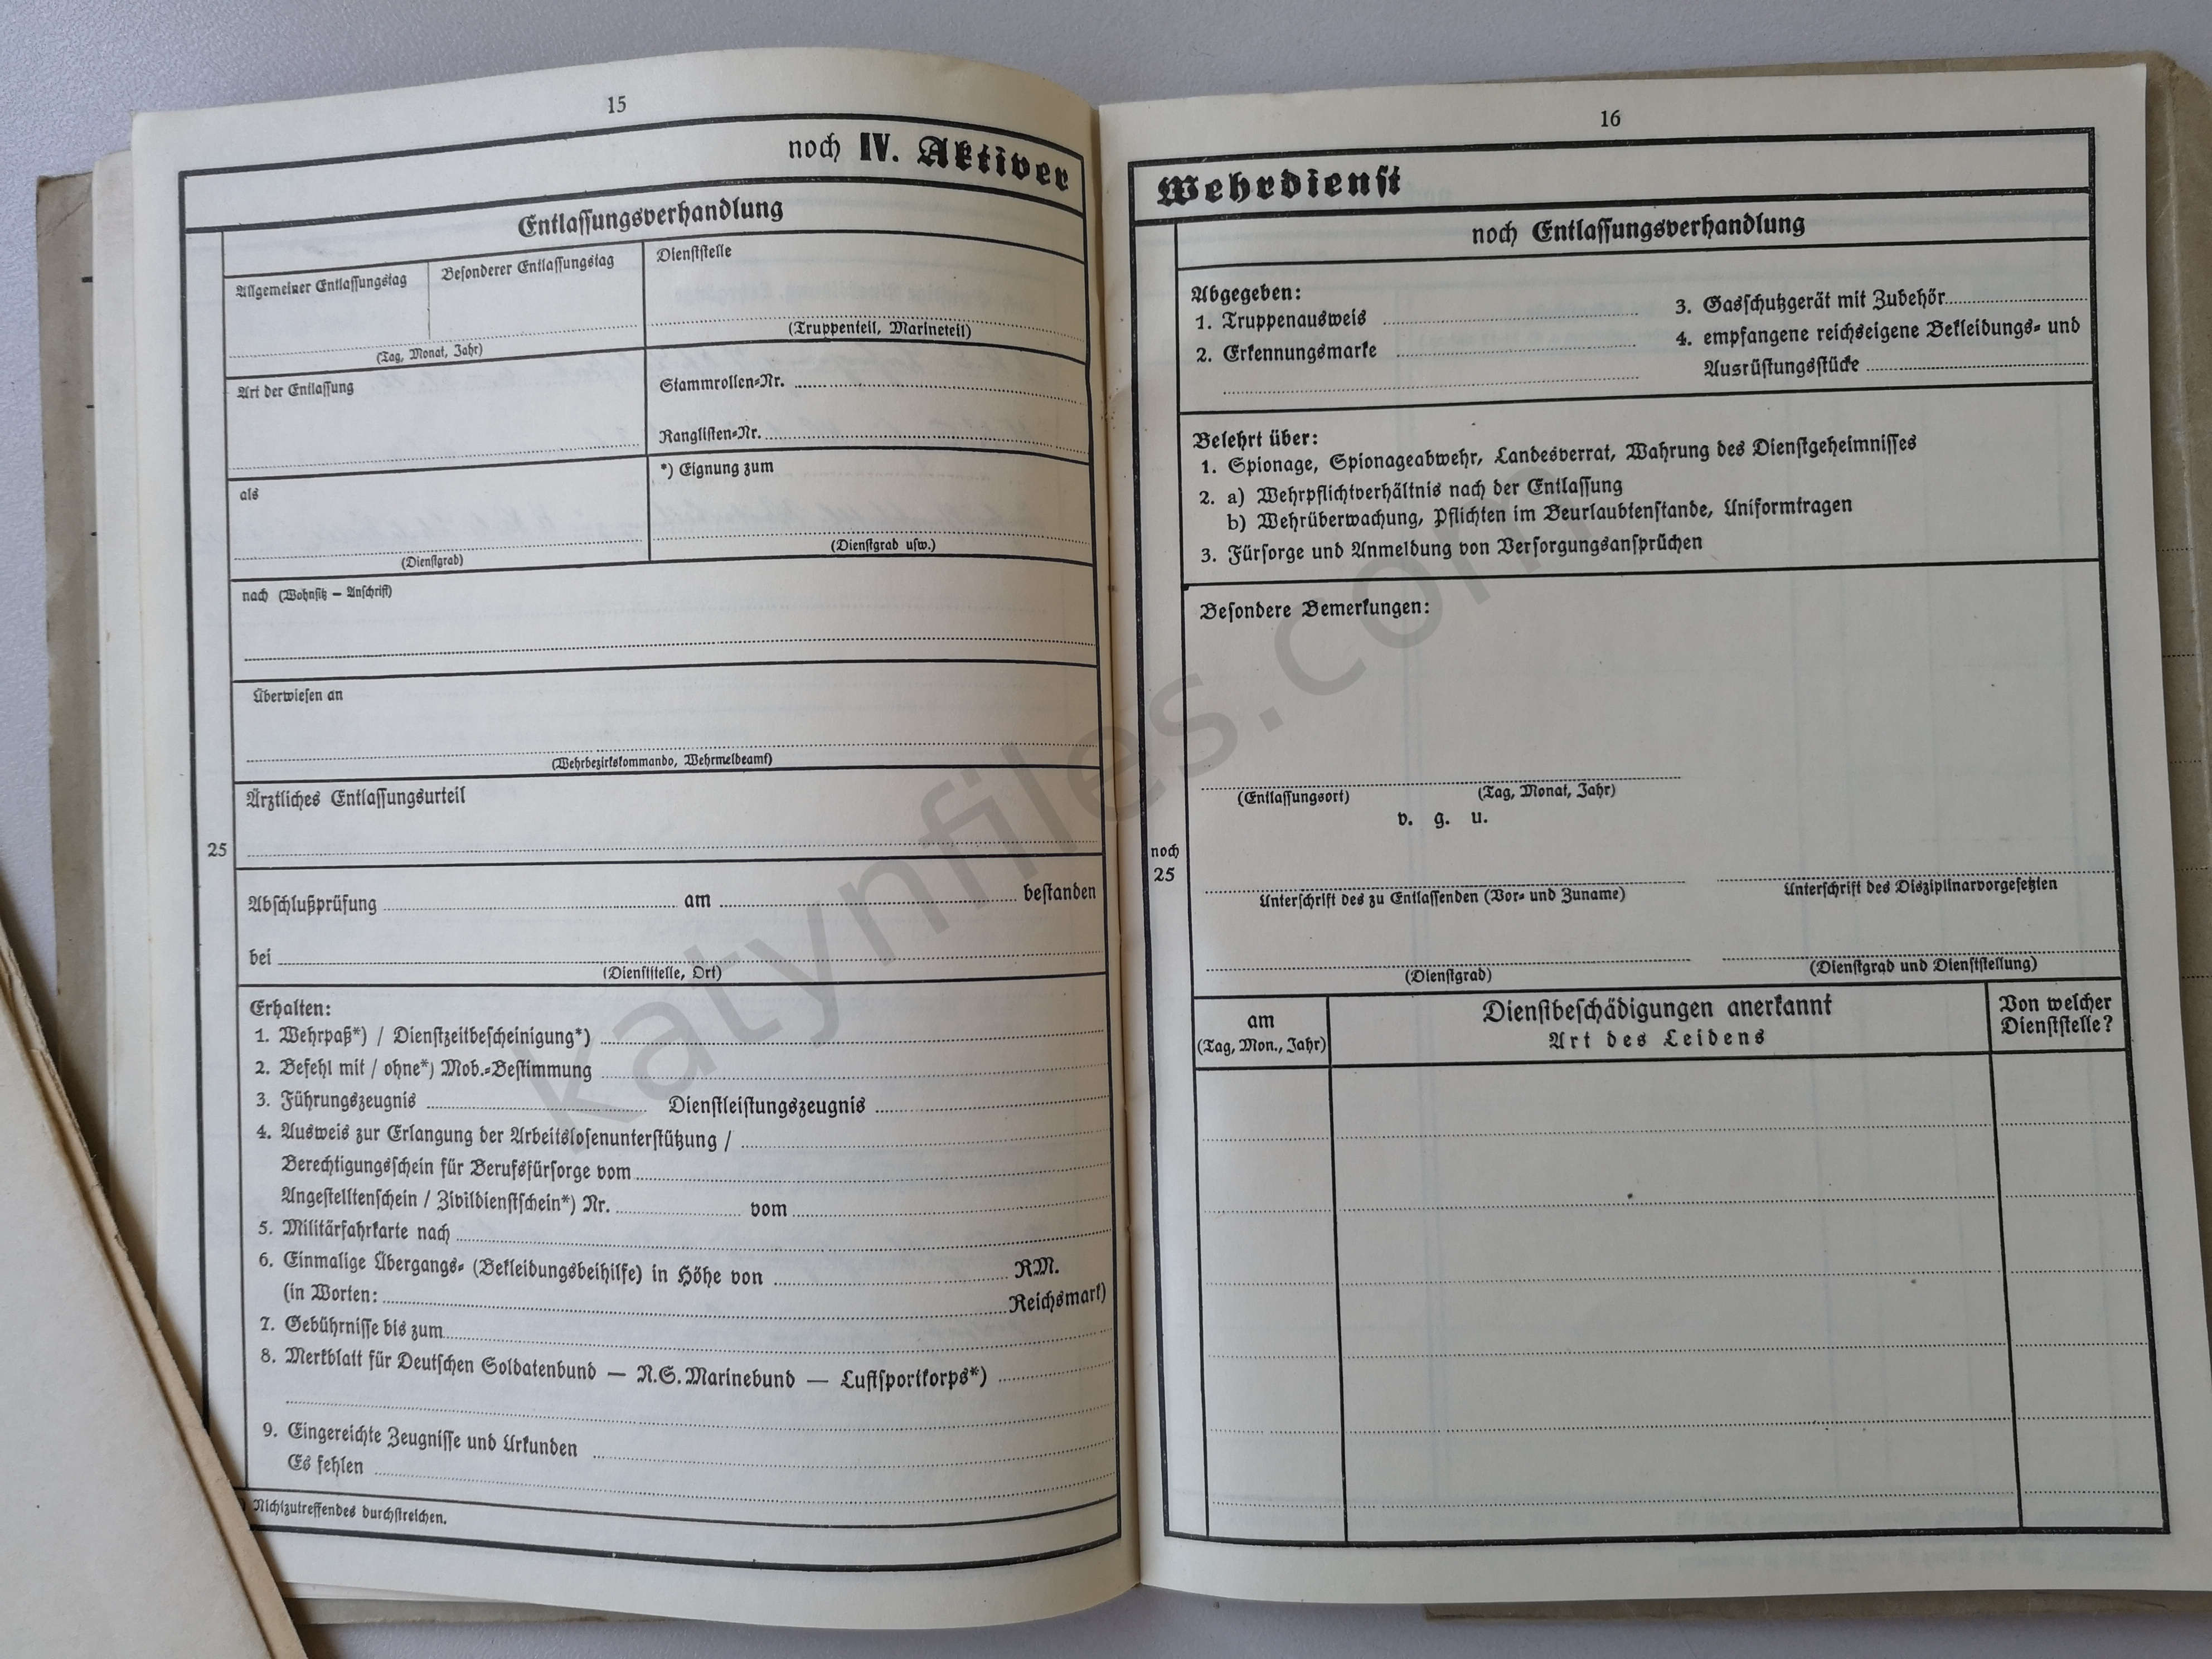 15
noch IV. Aktiver
Entlassungsverhandlung
Allgemeiner Entlassungstag
Besonderer Entlassungstag
(Tag, Monat, Jahr)
Dienststelle
(Truppenteil, Marineteil)
Art der Entlassung
Stammrollen-Nr.
Ranglisten-Nr.
als
(Dienstgrad)
*) Eignung zum
(Dienstgrad usw.)
nach (Wohnsitz – Anschrift)
Überwiesen an
(Wehrbezirkskommando, Wehrmeldeamt)
Ärztliches Entlassungsurteil
25
Abschlußprüfung am bestanden
bei
(Dienststelle, Ort)
Erhalten:
1. Wehrpaß*) / Dienstzeitbescheinigung*)
2. Befehl mit / ohne*) Mob.-Bestimmung
3. Führungszeugnis Dienstleistungszeugnis
4. Ausweis zur Erlangung der Arbeitslosenunterstützung /
Berechtigungsschein für Berufsfürsorge vom
Angestelltenschein / Zivildienstschein*) Nr. vom
5. Militärfahrkarte nach
6. Einmalige Übergangs- (Bekleidungsbeihilfe) in Höhe von RM.
(in Worten: Reichsmark)
7. Gebührnisse bis zum
8. Merkblatt für Deutschen Soldatenbund — N.S. Marinebund — Luftsportkorps*)
9. Eingereichte Zeugnisse und Urkunden
Es fehlen
) Nichtzutreffendes durchstreichen.
16
Wehrdienst
noch Entlassungsverhandlung
Abgegeben:
1. Truppenausweis
2. Erkennungsmarke
3. Gasschutzgerät mit Zubehör
4. empfangene reichseigene Bekleidungs- und
Ausrüstungsstücke
Belehrt über:
1. Spionage, Spionageabwehr, Landesverrat, Wahrung des Dienstgeheimnisses
2. a) Wehrpflichtverhältnis nach der Entlassung
b) Wehrüberwachung, Pflichten im Beurlaubtenstande, Uniformtragen
3. Fürsorge und Anmeldung von Versorgungsansprüchen
Besondere Bemerkungen:
(Entlassungsort) (Tag, Monat, Jahr)
v. g. u.
noch
25
Unterschrift des zu Entlassenden (Vor- und Zuname)
Unterschrift des Disziplinarvorgesetzten
(Dienstgrad)
(Dienstgrad und Dienststellung)
am
(Tag, Mon., Jahr)
Dienstbeschädigungen anerkannt
Art des Leidens
Von welcher
Dienststelle?
katynfiles.com